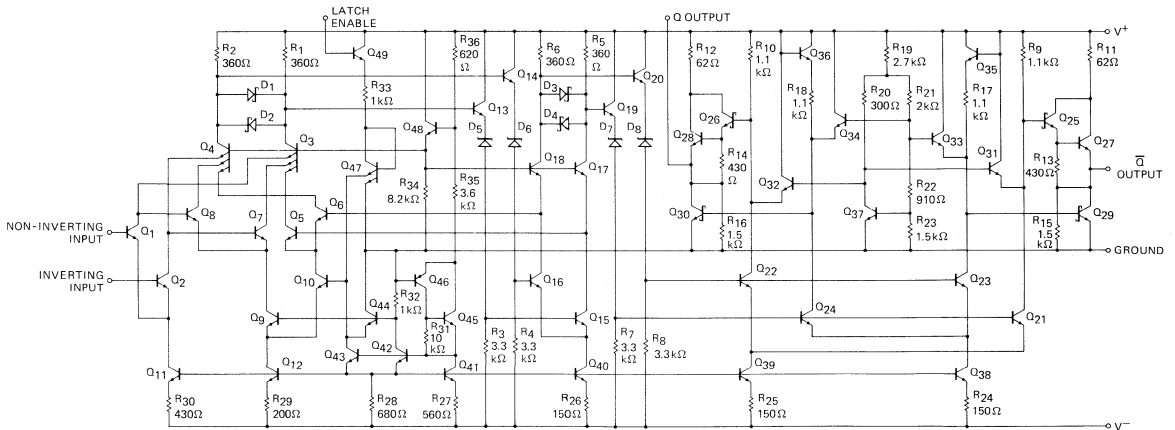 LATCH
ENABLE
Q OUTPUT
V+
R2
360Ω
R1
360Ω
Q49
R36
620
Ω
R6
360Ω
R5
360
Ω
R12
62Ω
R10
1.1
kΩ
Q36
R19
2.7kΩ
Q35
R9
1.1kΩ
R11
62Ω
Q14
Q20
D1
D2
R33
1kΩ
Q13
D3
D4
Q19
Q26
R18
1.1
kΩ
R20
300Ω
R21
2kΩ
R17
1.1
kΩ
Q25
Q4
Q3
Q48
D5
D6
D7
D8
Q28
Q34
Q33
Q31
Q27
Q47
Q18
Q17
R14
430
Ω
R13
430Ω
Q̅
OUTPUT
R34
8.2kΩ
R35
3.6
kΩ
Q32
R22
910Ω
Q8
Q7
Q5
Q6
Q30
R16
1.5
kΩ
Q37
R23
1.5kΩ
R15
1.5
kΩ
Q29
NON-INVERTING
INPUT
Q1
GROUND
INVERTING
INPUT
Q2
Q10
Q46
Q16
Q22
Q23
R32
1kΩ
Q9
Q44
Q45
Q15
Q24
Q21
R31
10
kΩ
R3
3.3
kΩ
R4
3.3
kΩ
R7
3.3
kΩ
R8
3.3kΩ
Q43
Q42
Q11
Q12
Q41
Q40
Q39
Q38
R30
430Ω
R29
200Ω
R28
680Ω
R27
560Ω
R26
150Ω
R25
150Ω
R24
150Ω
V−